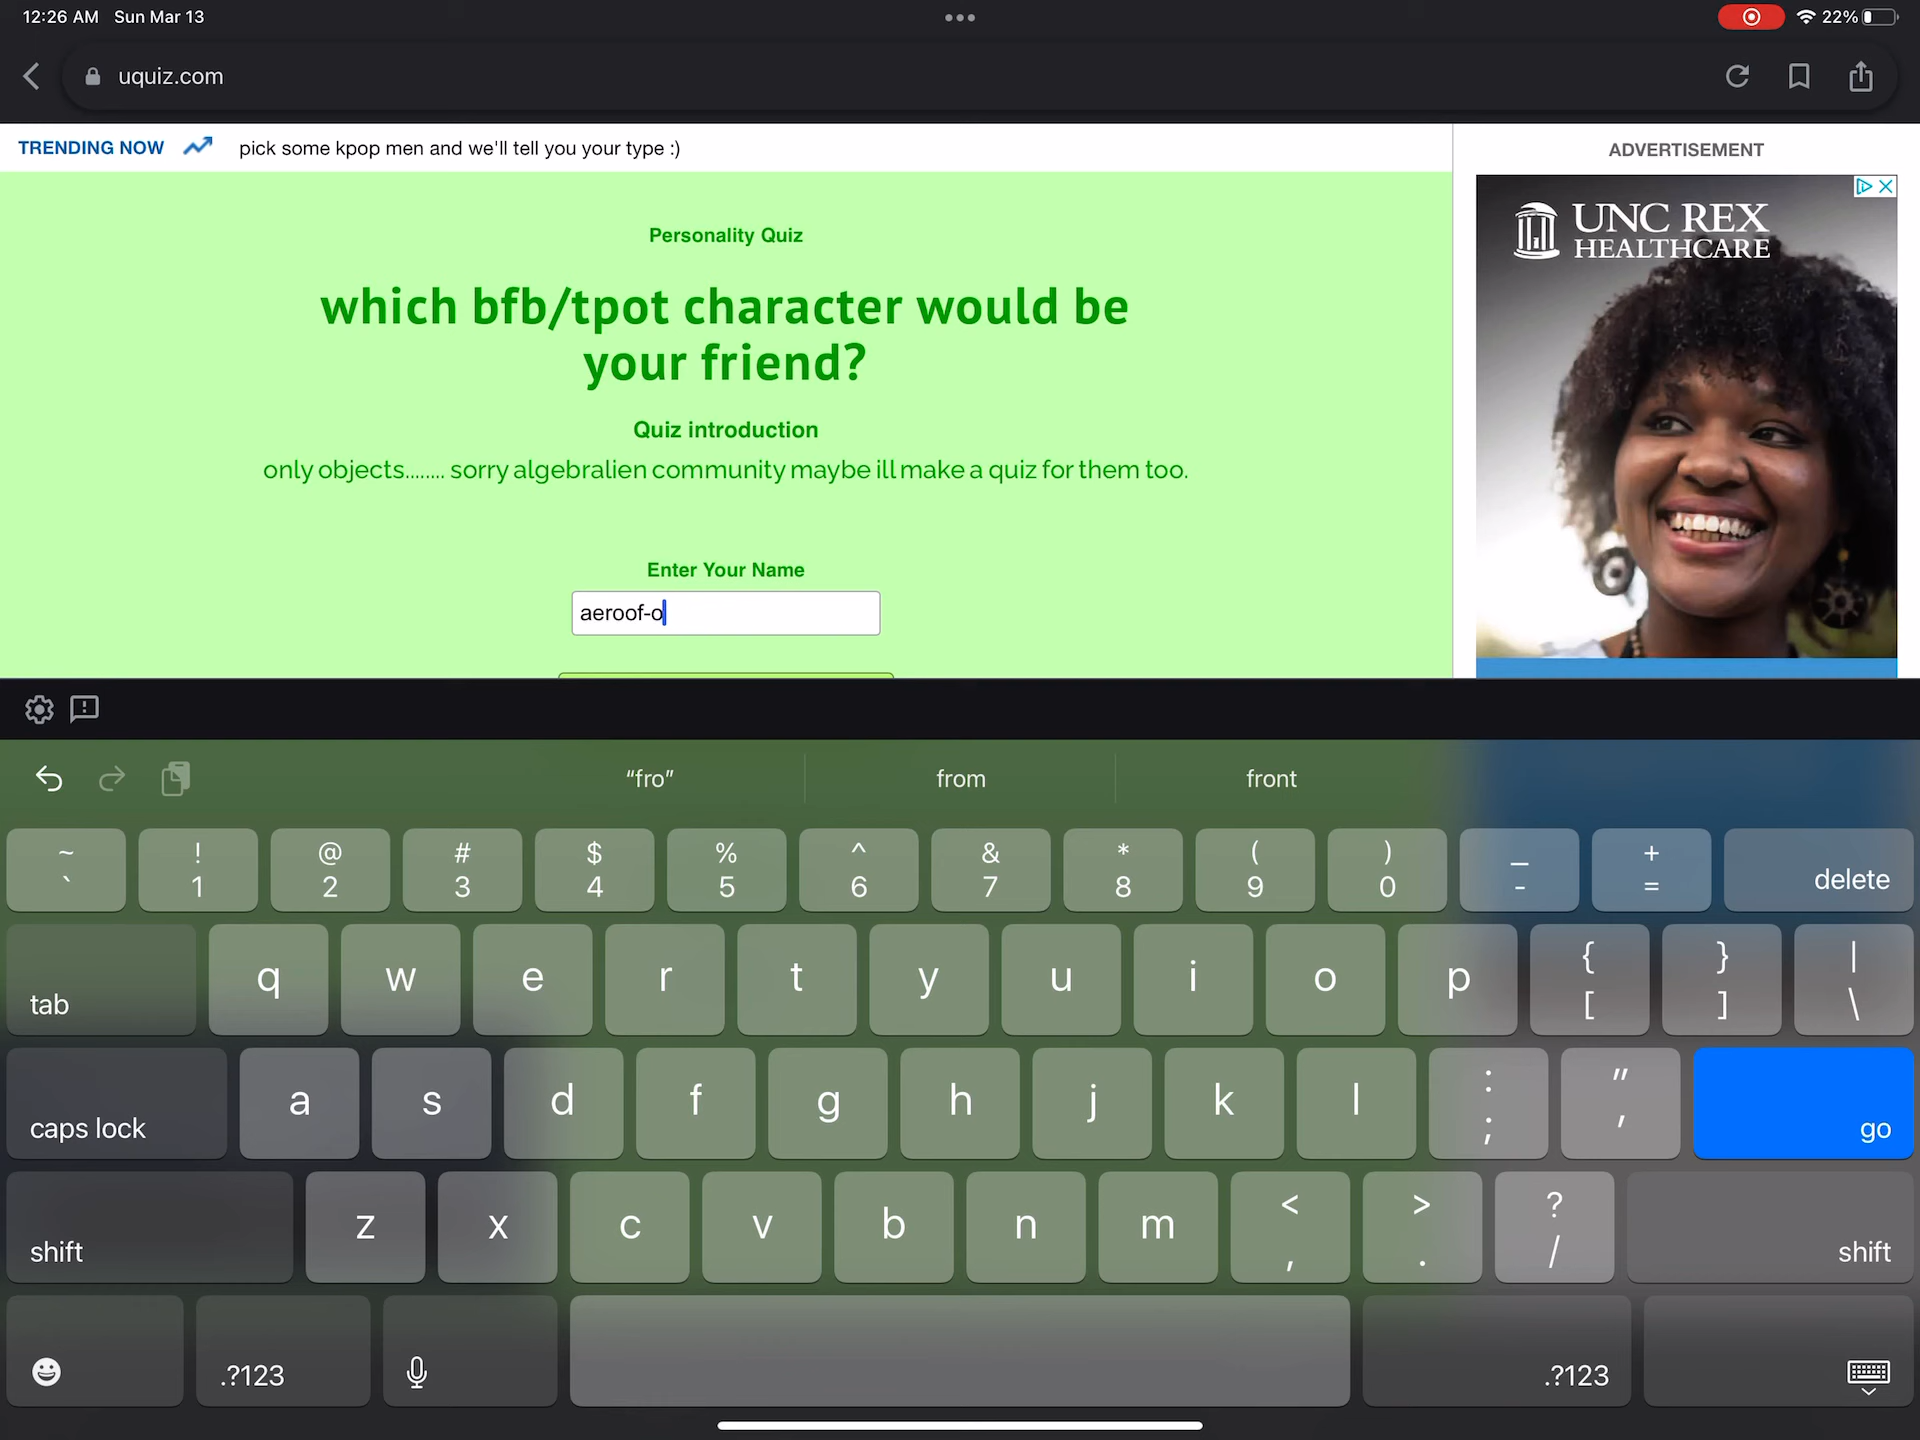 12:26 AM Sun Mar 13
22%
uquiz.com
TRENDING NOW pick some kpop men and we'll tell you your type :)
ADVERTISEMENT
UNC REX
HEALTHCARE
Personality Quiz
which bfb/tpot character would be
your friend?
Quiz introduction
only objects........ sorry algebralien community maybe ill make a quiz for them too.
Enter Your Name
aeroof-o
“fro” from front
~ ! @ # $ % ^ & * ( ) _ +
` 1 2 3 4 5 6 7 8 9 0 - = delete
tab q w e r t y u i o p { } |
[ ] \
caps lock a s d f g h j k l : "
; ' go
shift z x c v b n m < > ?
, . / shift
.?123 .?123